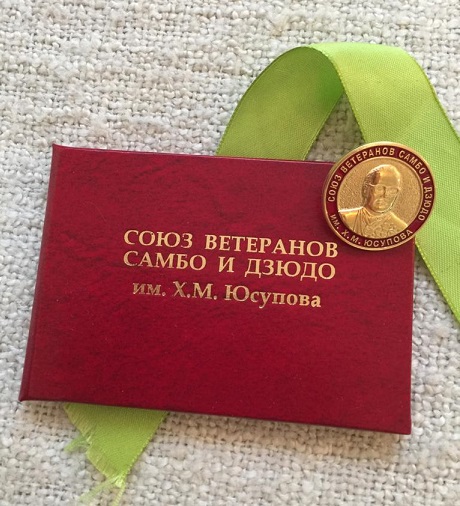 СОЮЗ ВЕТЕРАНОВ
САМБО И ДЗЮДО
им. Х.М. Юсупова
СОЮЗ ВЕТЕРАНОВ САМБО И ДЗЮДО
ИМ. Х.М. ЮСУПОВА